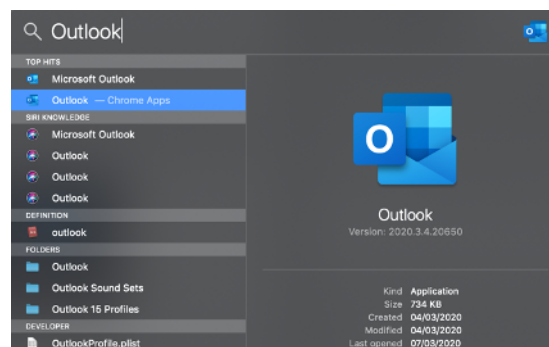 Outlook
TOP HITS
Microsoft Outlook
Outlook — Chrome Apps
SIRI KNOWLEDGE
Microsoft Outlook
Outlook
Outlook
Outlook
DEFINITION
outlook
FOLDERS
Outlook
Outlook Sound Sets
Outlook 15 Profiles
DEVELOPER
OutlookProfile.plist
O
Outlook
Version: 2020.3.4.20650
Kind Application
Size 734 KB
Created 04/03/2020
Modified 04/03/2020
Last opened 07/03/2020